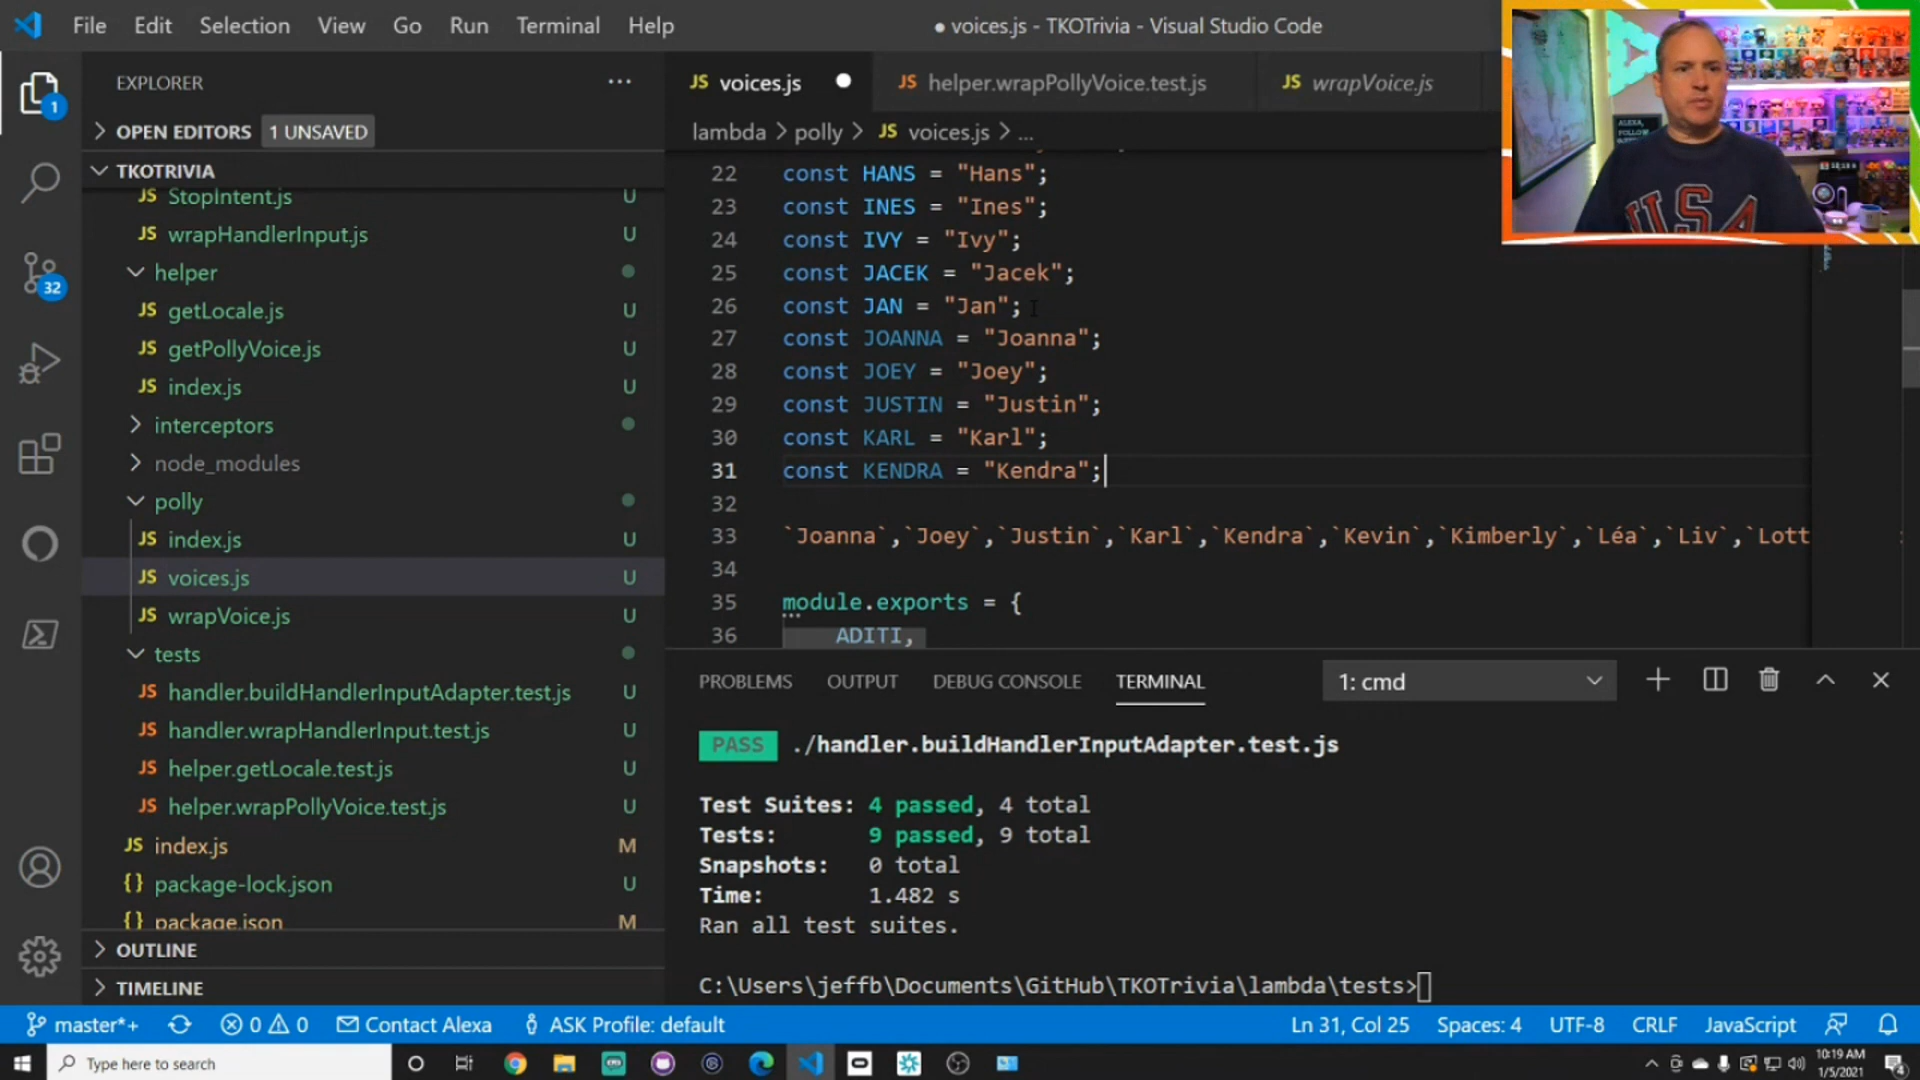 File Edit Selection View Go Run Terminal Help
● voices.js - TKOTrivia - Visual Studio Code
EXPLORER
OPEN EDITORS 1 UNSAVED
TKOTRIVIA
JS StopIntent.js U
JS wrapHandlerInput.js U
helper
JS getLocale.js U
JS getPollyVoice.js U
JS index.js U
interceptors
node_modules
polly
JS index.js U
JS voices.js U
JS wrapVoice.js U
tests
JS handler.buildHandlerInputAdapter.test.js U
JS handler.wrapHandlerInput.test.js U
JS helper.getLocale.test.js U
JS helper.wrapPollyVoice.test.js U
JS index.js M
{} package-lock.json U
{} package.json M
OUTLINE
TIMELINE
1
32
JS voices.js JS helper.wrapPollyVoice.test.js JS wrapVoice.js
lambda > polly > JS voices.js > ...
22 const HANS = "Hans";
23 const INES = "Ines";
24 const IVY = "Ivy";
25 const JACEK = "Jacek";
26 const JAN = "Jan";
27 const JOANNA = "Joanna";
28 const JOEY = "Joey";
29 const JUSTIN = "Justin";
30 const KARL = "Karl";
31 const KENDRA = "Kendra";
32
33 `Joanna`,`Joey`,`Justin`,`Karl`,`Kendra`,`Kevin`,`Kimberly`,`Léa`,`Liv`,`Lott
34
35 module.exports = {
36 ADITI,
PROBLEMS OUTPUT DEBUG CONSOLE TERMINAL 1: cmd
PASS ./handler.buildHandlerInputAdapter.test.js
Test Suites: 4 passed, 4 total
Tests: 9 passed, 9 total
Snapshots: 0 total
Time: 1.482 s
Ran all test suites.
C:\Users\jeffb\Documents\GitHub\TKOTrivia\lambda\tests>
ALEXA,
FOLLOW
USA
master*+ 0 0 Contact Alexa ASK Profile: default Ln 31, Col 25 Spaces: 4 UTF-8 CRLF JavaScript
Type here to search
10:19 AM
1/5/2021
4